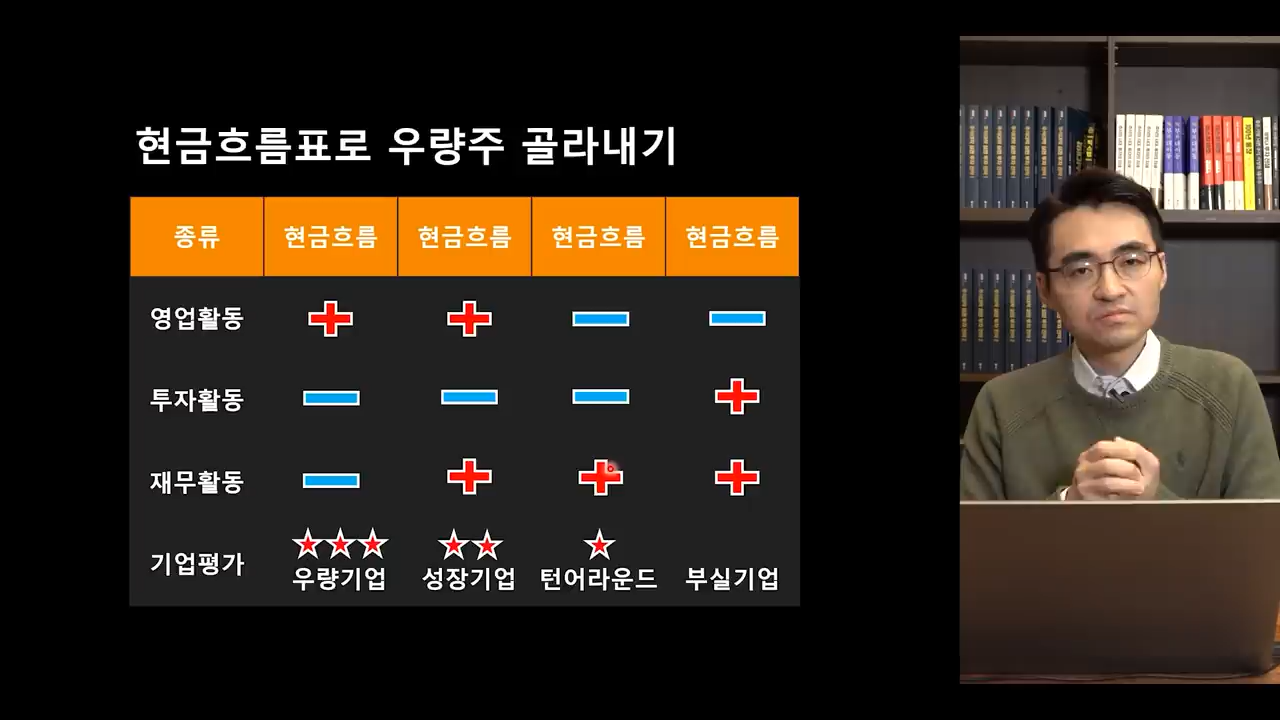 현금흐름표로 우량주 골라내기
종류 현금흐름 현금흐름 현금흐름 현금흐름
영업활동 + + - -
투자활동 - - - +
재무활동 - + + +
기업평가 ★★★ 우량기업 ★★ 성장기업 ★ 턴어라운드 부실기업